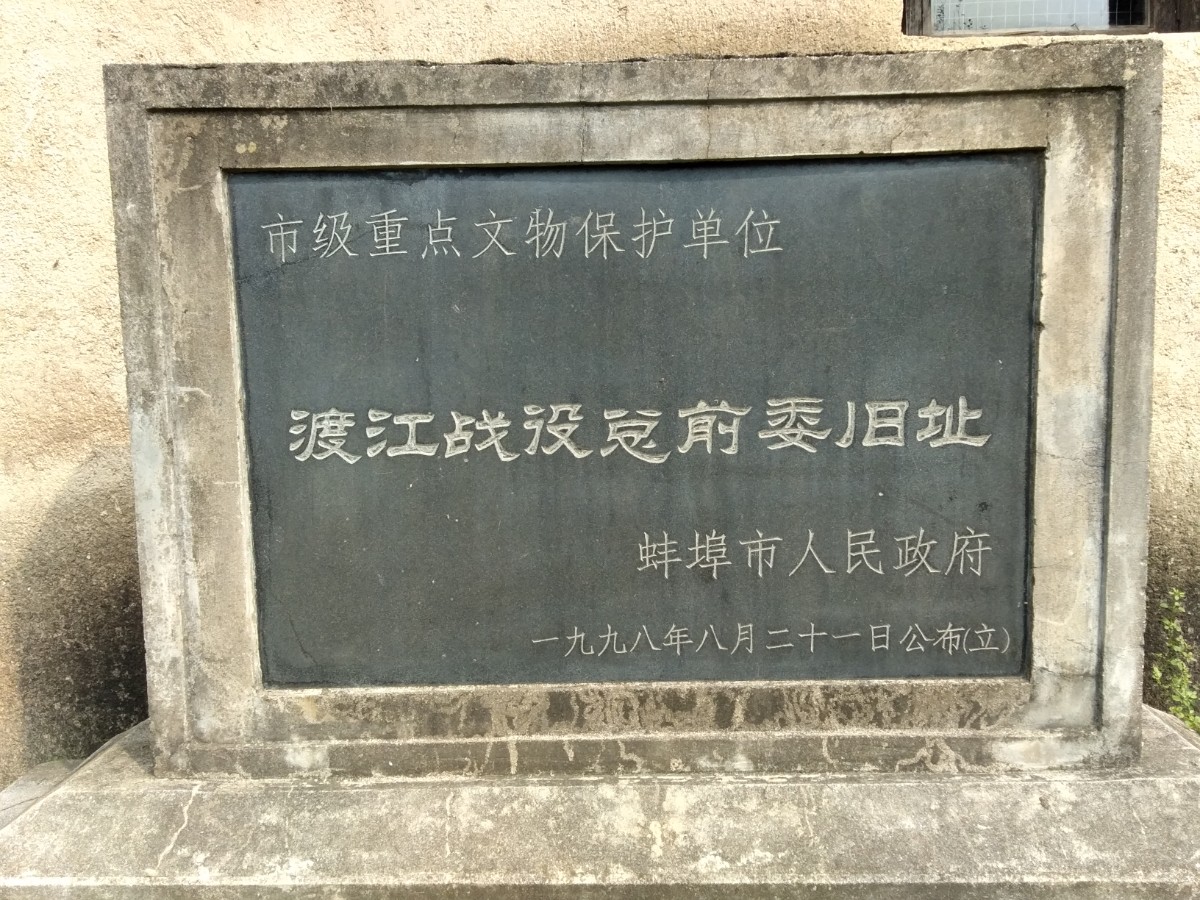 市级重点文物保护单位
渡江战役总前委旧址
蚌埠市人民政府
一九九八年八月二十一日公布(立)